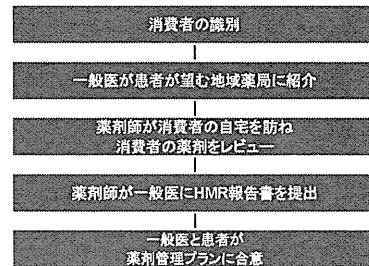 消費者の識別
一般医が患者が望む地域薬局に紹介
薬剤師が消費者の自宅を訪ね
消費者の薬剤をレビュー
薬剤師が一般医にHMR報告書を提出
一般医と患者が
薬剤管理プランに合意